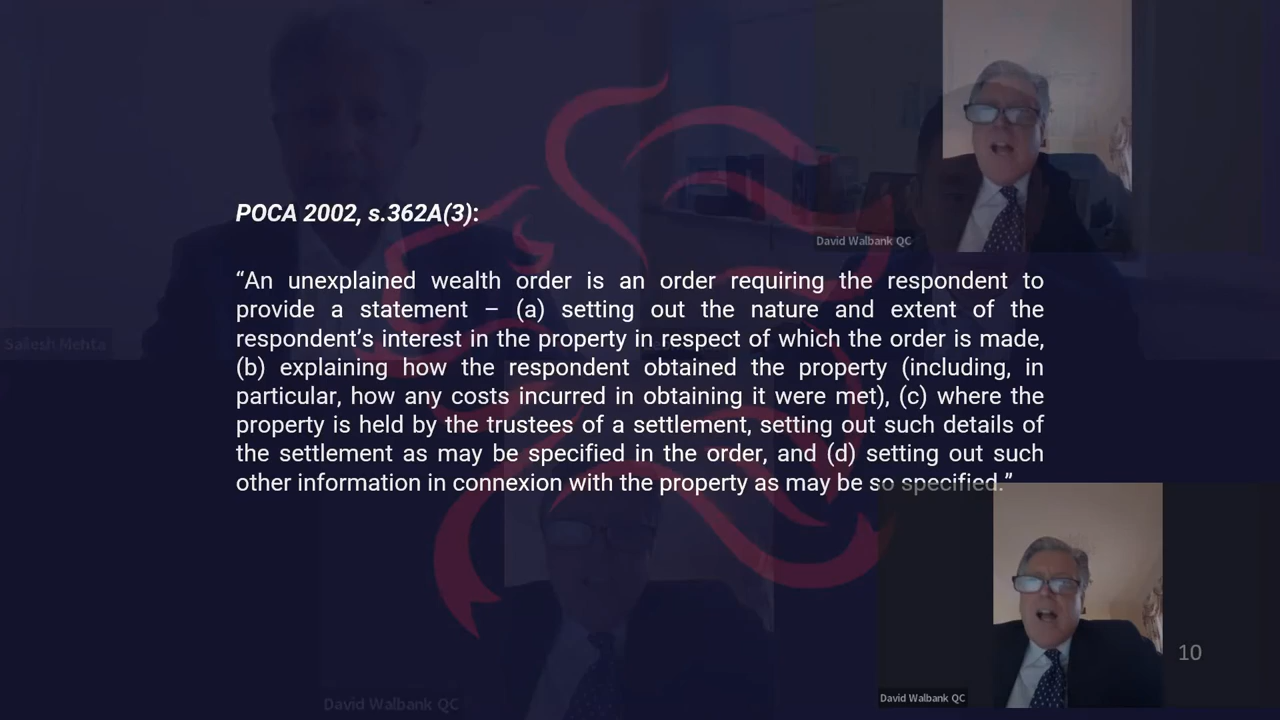 David Walbank QC
POCA 2002, s.362A(3):
“An unexplained wealth order is an order requiring the respondent to
provide a statement – (a) setting out the nature and extent of the
respondent’s interest in the property in respect of which the order is made,
(b) explaining how the respondent obtained the property (including, in
particular, how any costs incurred in obtaining it were met), (c) where the
property is held by the trustees of a settlement, setting out such details of
the settlement as may be specified in the order, and (d) setting out such
other information in connexion with the property as may be so specified.”
Sailesh Mehta
10
David Walbank QC
David Walbank QC